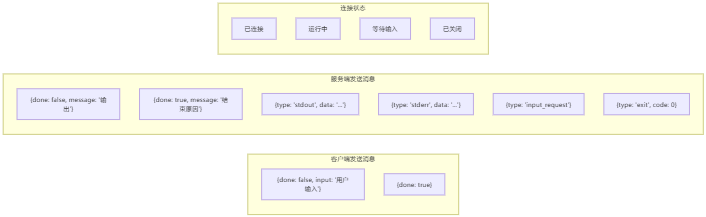 连接状态
已连接
运行中
等待输入
已关闭
服务端发送消息
{done: false, message: '输
出'}
{done: true, message: '结
束原因'}
{type: 'stdout', data: '...'}
{type: 'stderr', data: '...'}
{type: 'input_request'}
{type: 'exit', code: 0}
客户端发送消息
{done: false, input: '用户
输入'}
{done: true}